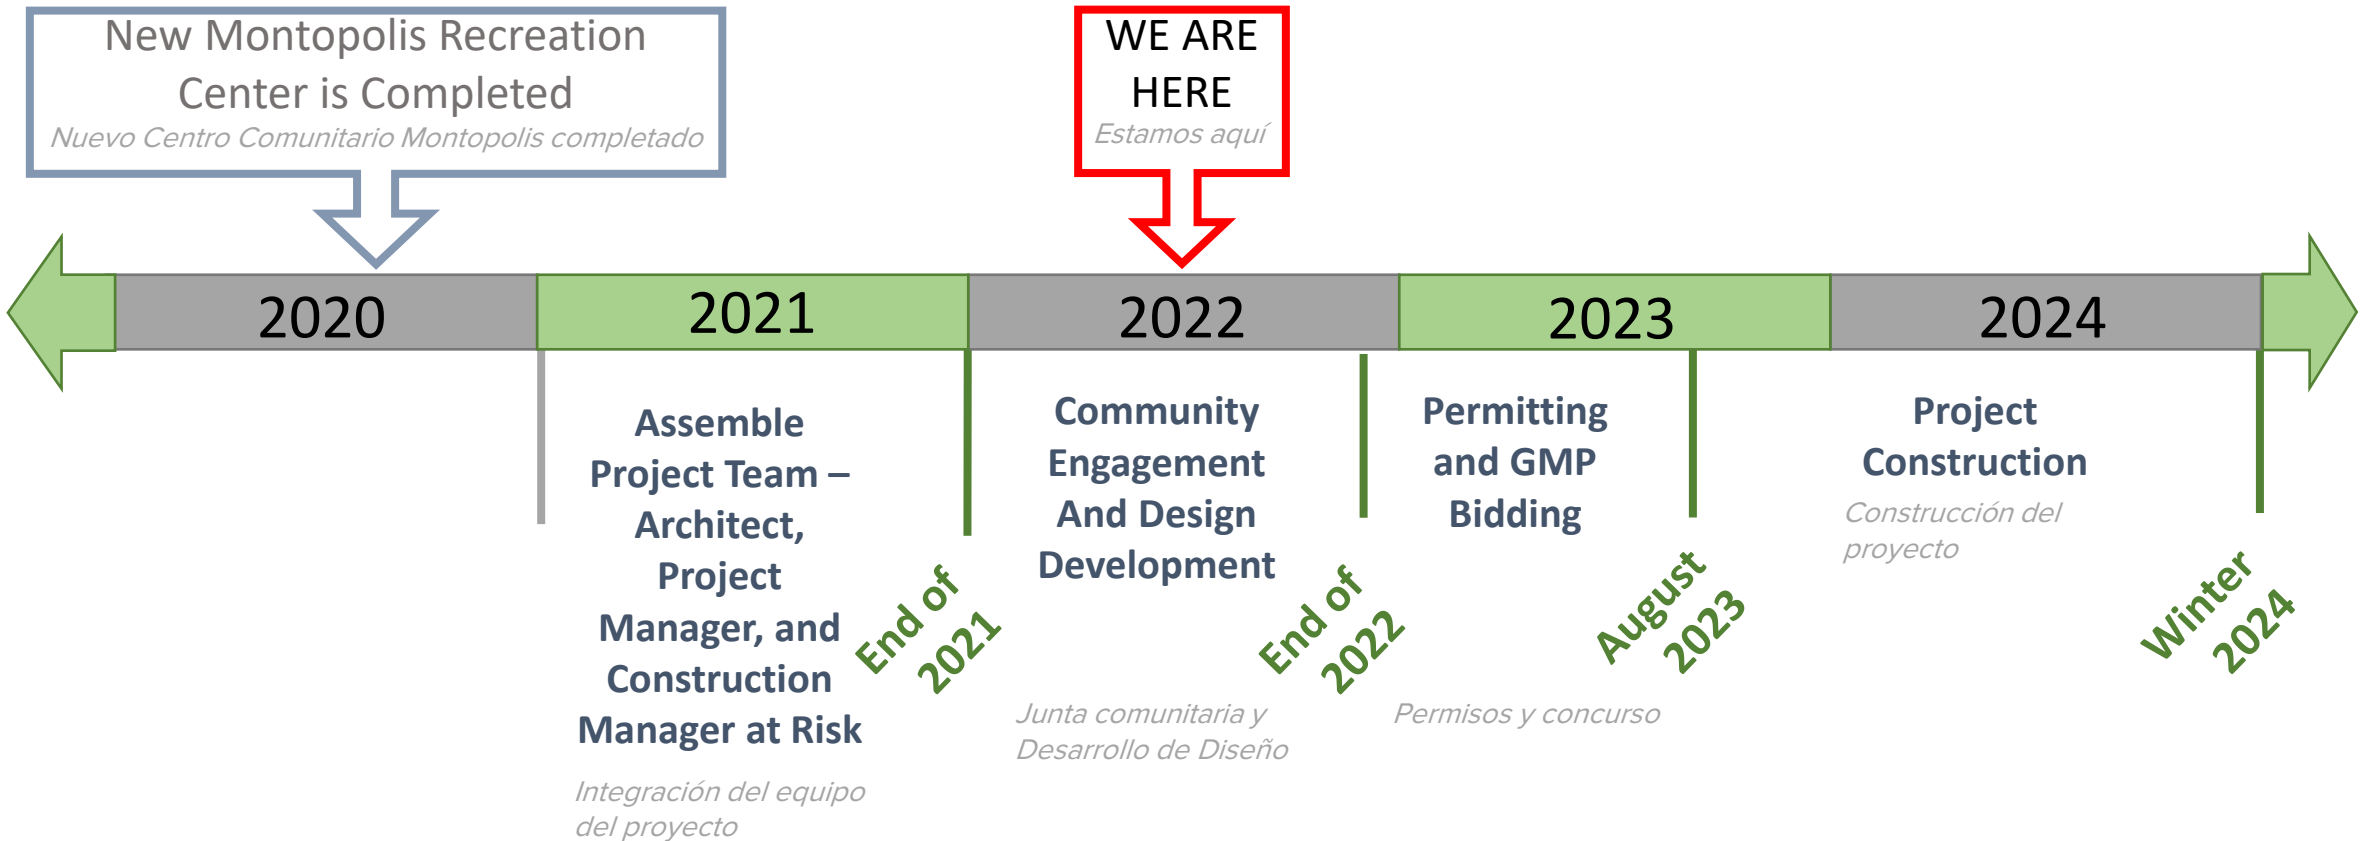 New Montopolis Recreation
Center is Completed
Nuevo Centro Comunitario Montopolis completado
WE ARE
HERE
Estamos aquí
2020
2021
2022
2023
2024
Assemble
Project Team –
Architect,
Project
Manager, and
Construction
Manager at Risk
Integración del equipo
del proyecto
End of
2021
Community
Engagement
And Design
Development
Junta comunitaria y
Desarrollo de Diseño
End of
2022
Permitting
and GMP
Bidding
Permisos y concurso
August
2023
Project
Construction
Construcción del
proyecto
Winter
2024